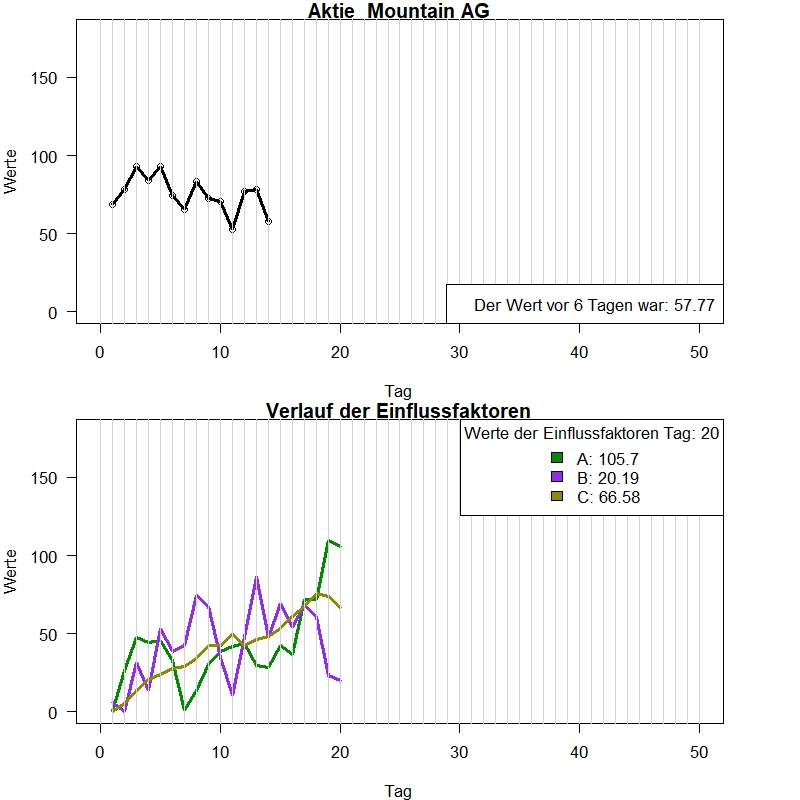 Aktie  Mountain AG
Werte
150
100
50
0
Der Wert vor 6 Tagen war: 57.77
0 10 20 30 40 50
Tag
Verlauf der Einflussfaktoren
Werte
150
100
50
0
Werte der Einflussfaktoren Tag: 20
A: 105.7
B: 20.19
C: 66.58
0 10 20 30 40 50
Tag